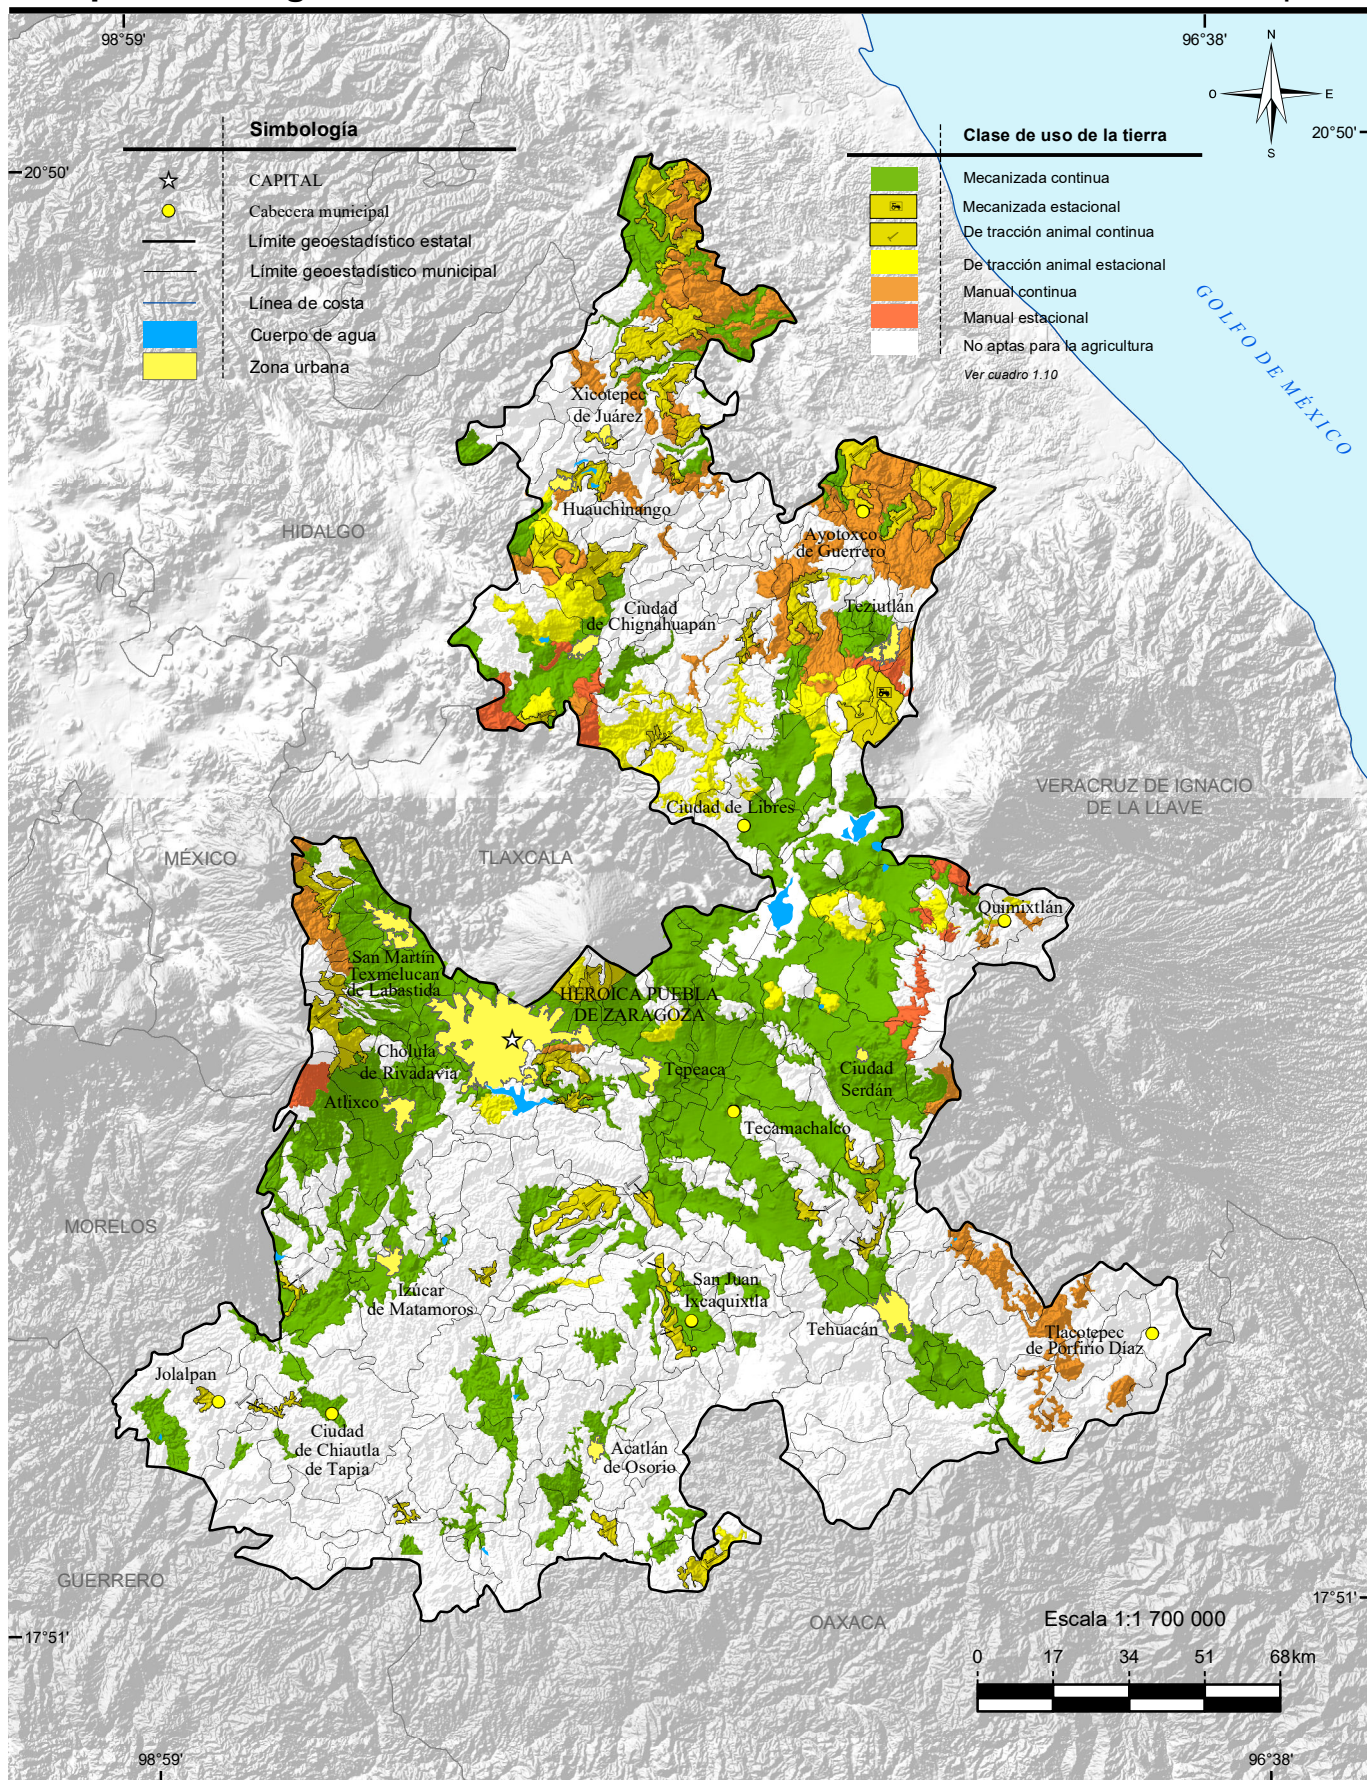 98°59'
96°38'
N
O
E
S
20°50'
20°50'
Simbología
CAPITAL
Cabecera municipal
Límite geoestadístico estatal
Límite geoestadístico municipal
Línea de costa
Cuerpo de agua
Zona urbana
Clase de uso de la tierra
Mecanizada continua
Mecanizada estacional
De tracción animal continua
De tracción animal estacional
Manual continua
Manual estacional
No aptas para la agricultura
Ver cuadro 1.10
GOLFO DE MÉXICO
Xicotepec
de Juárez
HIDALGO
Huauchinango
Ayotoxco
de Guerrero
Ciudad
de Chignahuapan
Teziutlán
VERACRUZ DE IGNACIO
DE LA LLAVE
Ciudad de Libres
MÉXICO
TLAXCALA
Quimixtlán
San Martín
Texmelucan
de Labastida
HEROICA PUEBLA
DE ZARAGOZA
Cholula
de Rivadavia
Tepeaca
Ciudad
Serdán
Atlixco
Tecamachalco
MORELOS
Izúcar
de Matamoros
San Juan
Ixcaquixtla
Tehuacán
Tlacotepec
de Porfirio Díaz
Jolalpan
Ciudad
de Chiautla
de Tapia
Acatlán
de Osorio
GUERRERO
OAXACA
17°51'
17°51'
Escala 1:1 700 000
0 17 34 51 68 km
98°59'
96°38'